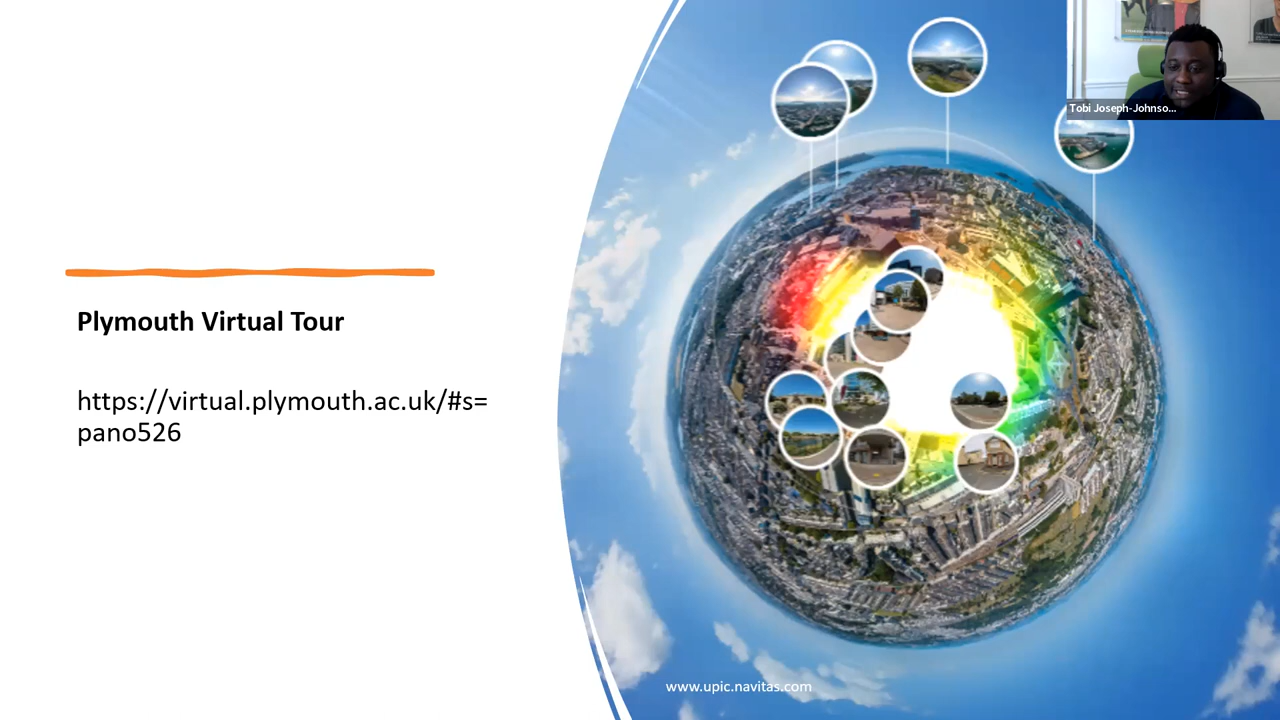 Tobi Joseph-Johnso...
Plymouth Virtual Tour
https://virtual.plymouth.ac.uk/#s=
pano526
www.upic.navitas.com